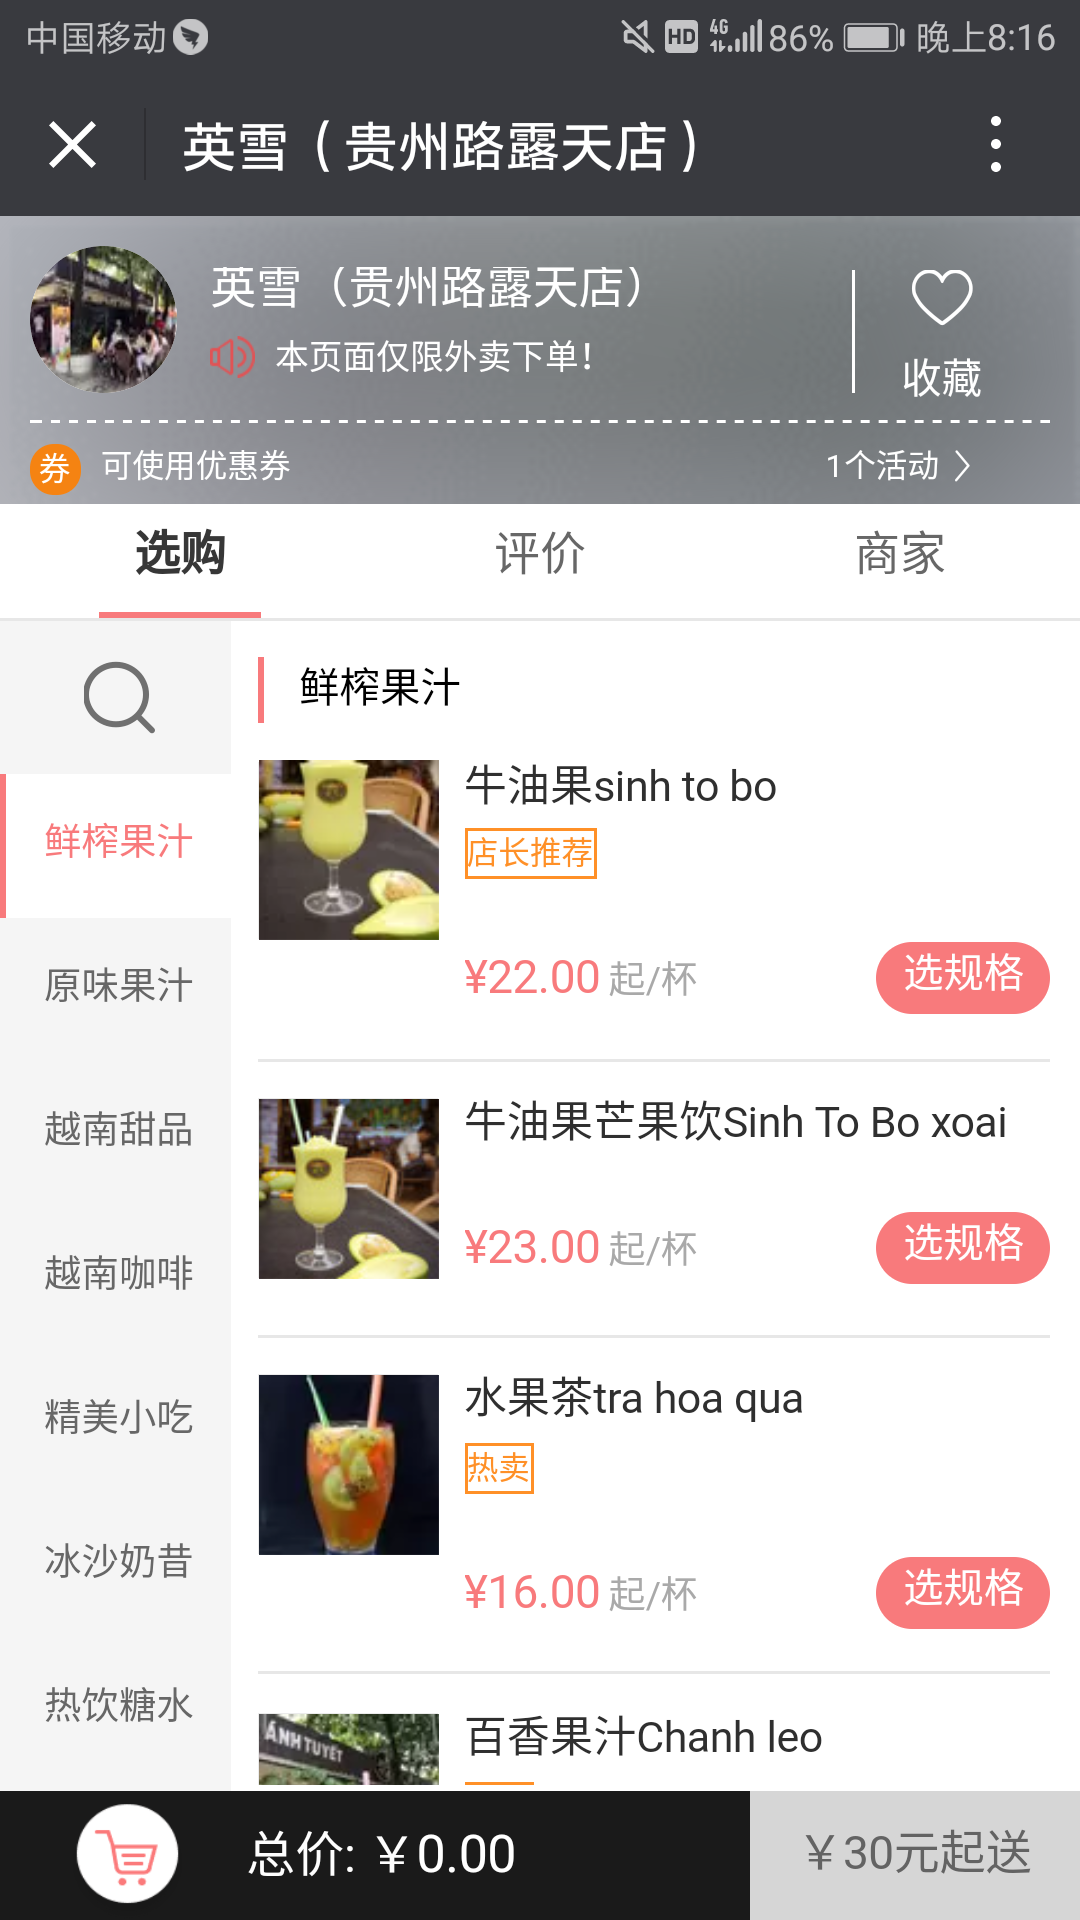 中国移动 HD 4G 86% 晚上8:16
英雪（贵州路露天店）
英雪（贵州路露天店）
本页面仅限外卖下单！
收藏
券 可使用优惠券 1个活动
选购 评价 商家
鲜榨果汁
原味果汁
越南甜品
越南咖啡
精美小吃
冰沙奶昔
热饮糖水
鲜榨果汁
牛油果sinh to bo
店长推荐
¥22.00 起/杯 选规格
牛油果芒果饮Sinh To Bo xoai
¥23.00 起/杯 选规格
水果茶tra hoa qua
热卖
¥16.00 起/杯 选规格
百香果汁Chanh leo
ÁNH TUYẾT
总价: ￥0.00 ￥30元起送